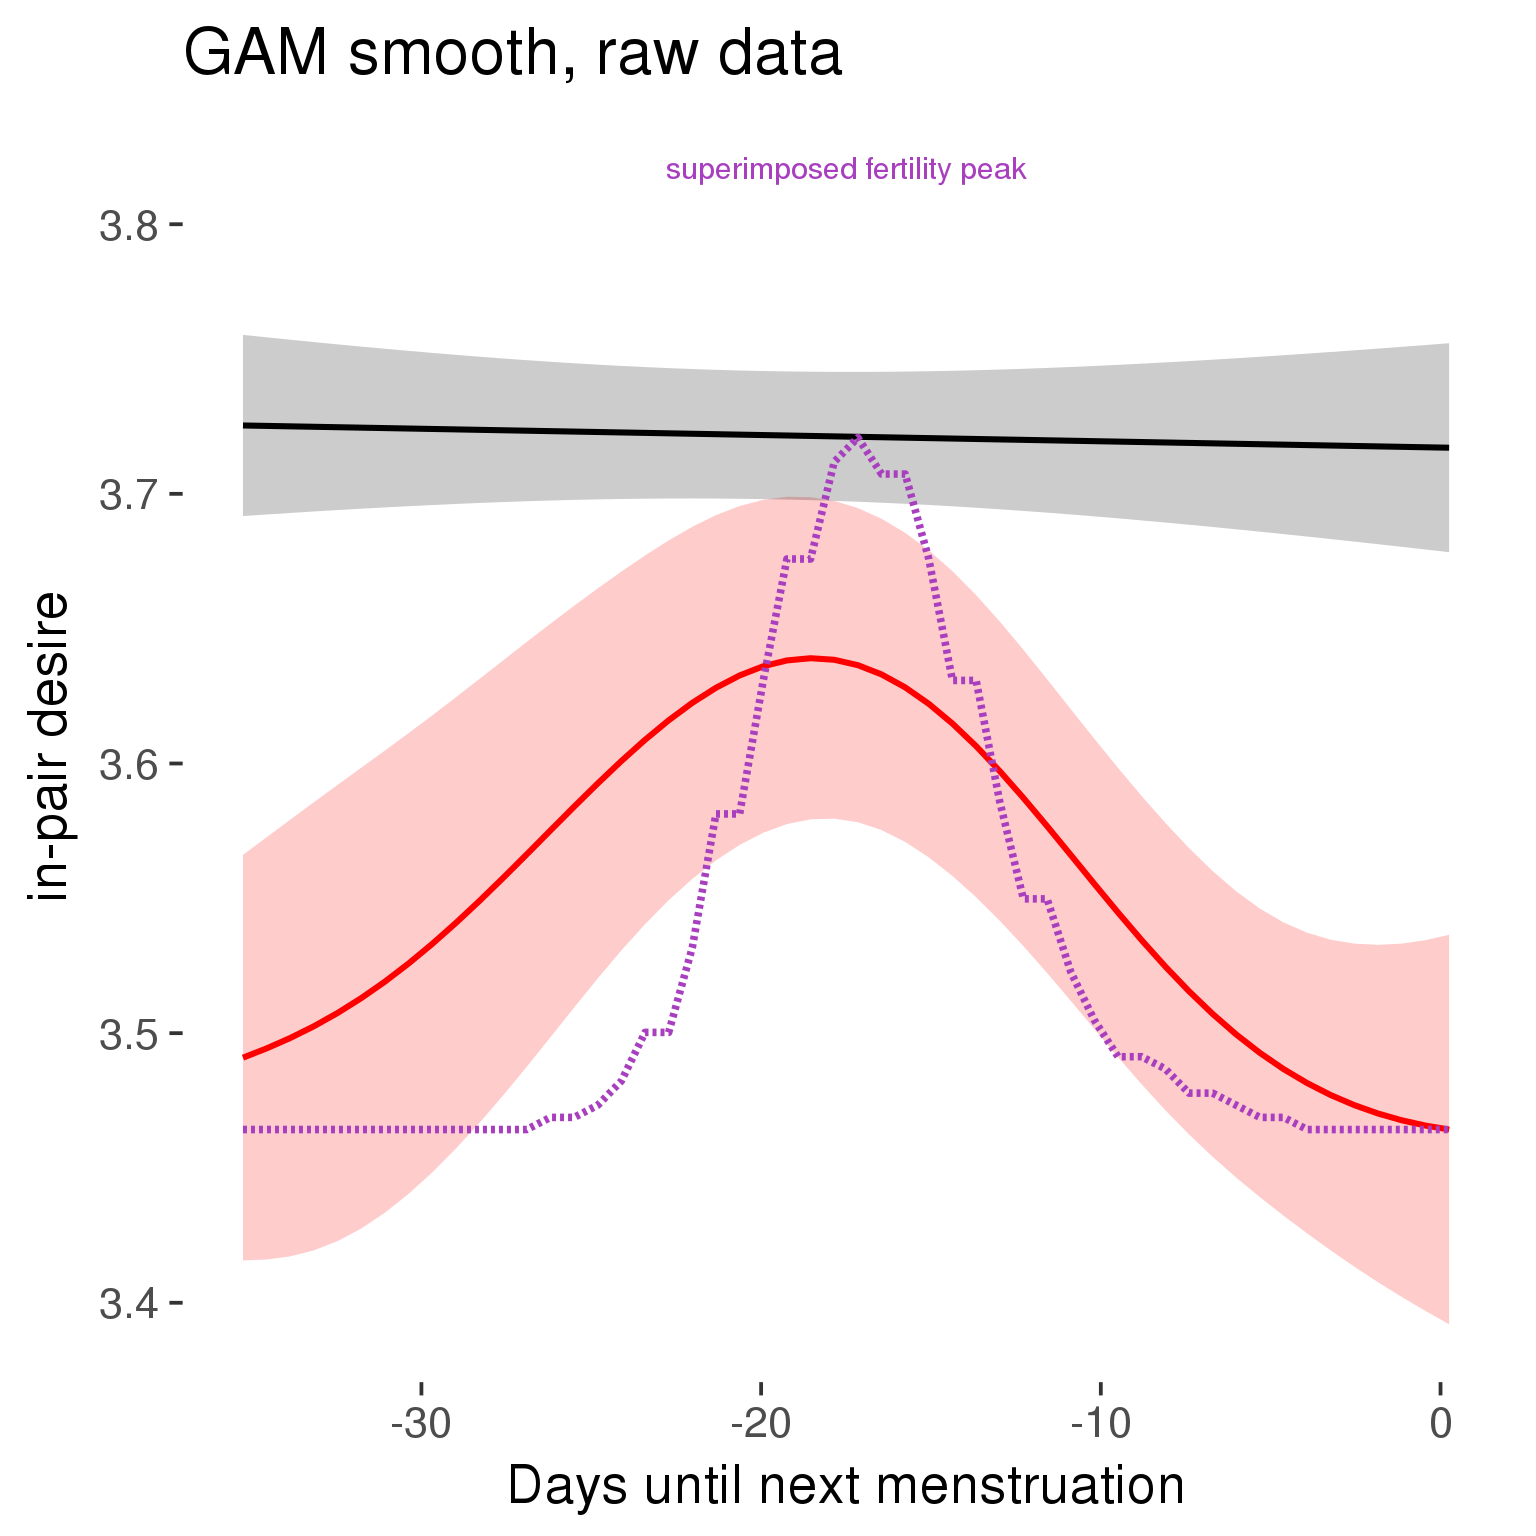 GAM smooth, raw data
superimposed fertility peak
3.8
3.7
3.6
3.5
3.4
in-pair desire
-30 -20 -10 0
Days until next menstruation